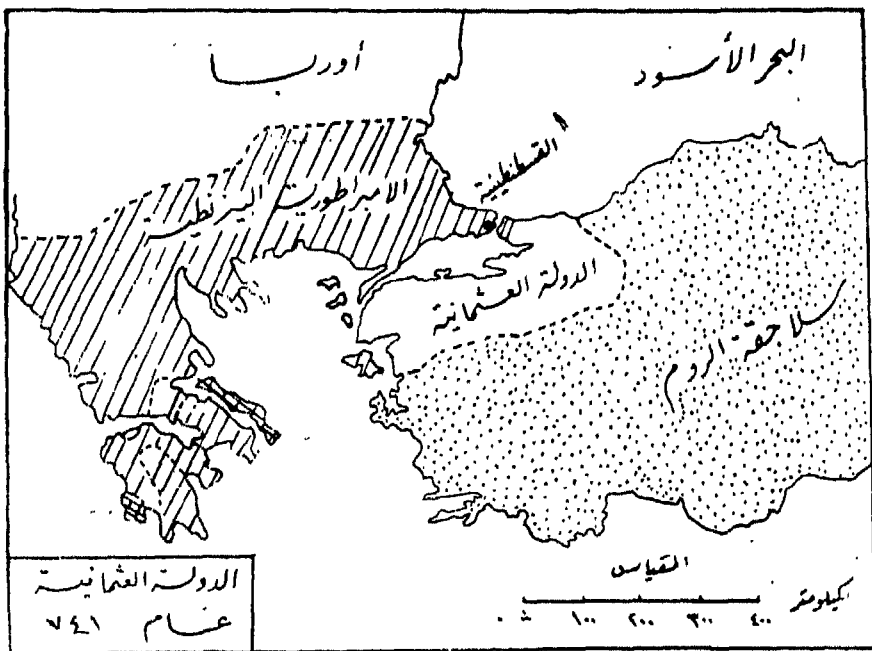 البحر الأسود
أوربا
القسطنطينية
الامبراطورية البيزنطية
الدولة العثمانية
سلاجقة الروم
الدولة العثمانية
عام ٧٤١
المقياس
كيلومتر
٠ ١٠٠ ٢٠٠ ٣٠٠ ٤٠٠